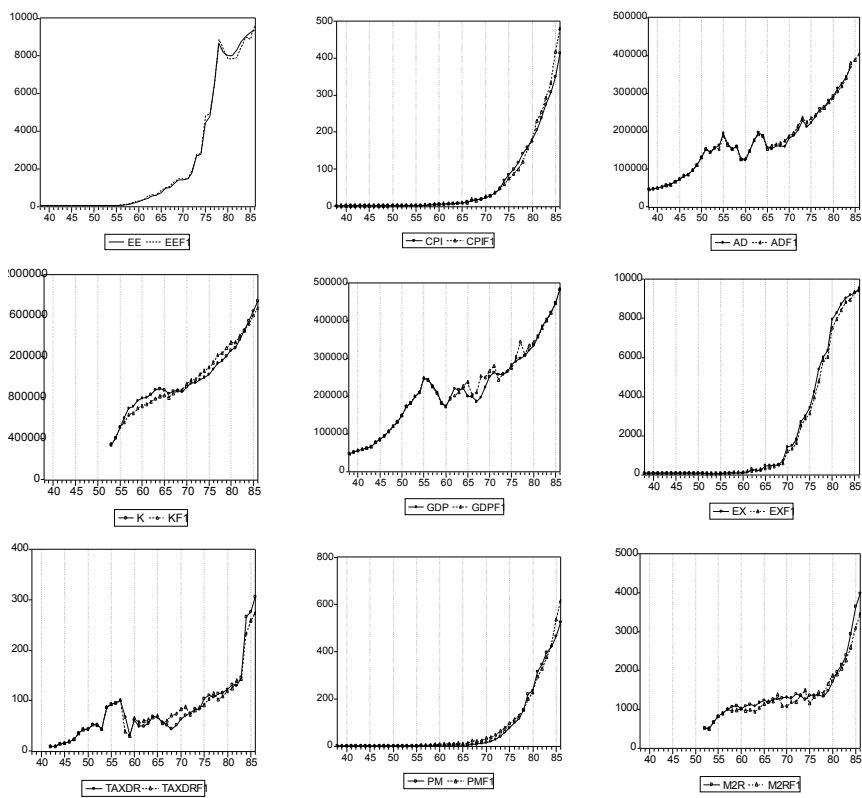 10000
8000
6000
4000
2000
0
40 45 50 55 60 65 70 75 80 85
EE EEF1
500
400
300
200
100
0
40 45 50 55 60 65 70 75 80 85
CPI CPIF1
500000
400000
300000
200000
100000
0
40 45 50 55 60 65 70 75 80 85
AD ADF1
2000000
600000
200000
800000
400000
0
40 45 50 55 60 65 70 75 80 85
K KF1
500000
400000
300000
200000
100000
0
40 45 50 55 60 65 70 75 80 85
GDP GDPF1
10000
8000
6000
4000
2000
0
40 45 50 55 60 65 70 75 80 85
EX EXF1
400
300
200
100
0
40 45 50 55 60 65 70 75 80 85
TAXDR TAXDRF1
800
600
400
200
0
40 45 50 55 60 65 70 75 80 85
PM PMF1
5000
4000
3000
2000
1000
0
40 45 50 55 60 65 70 75 80 85
M2R M2RF1